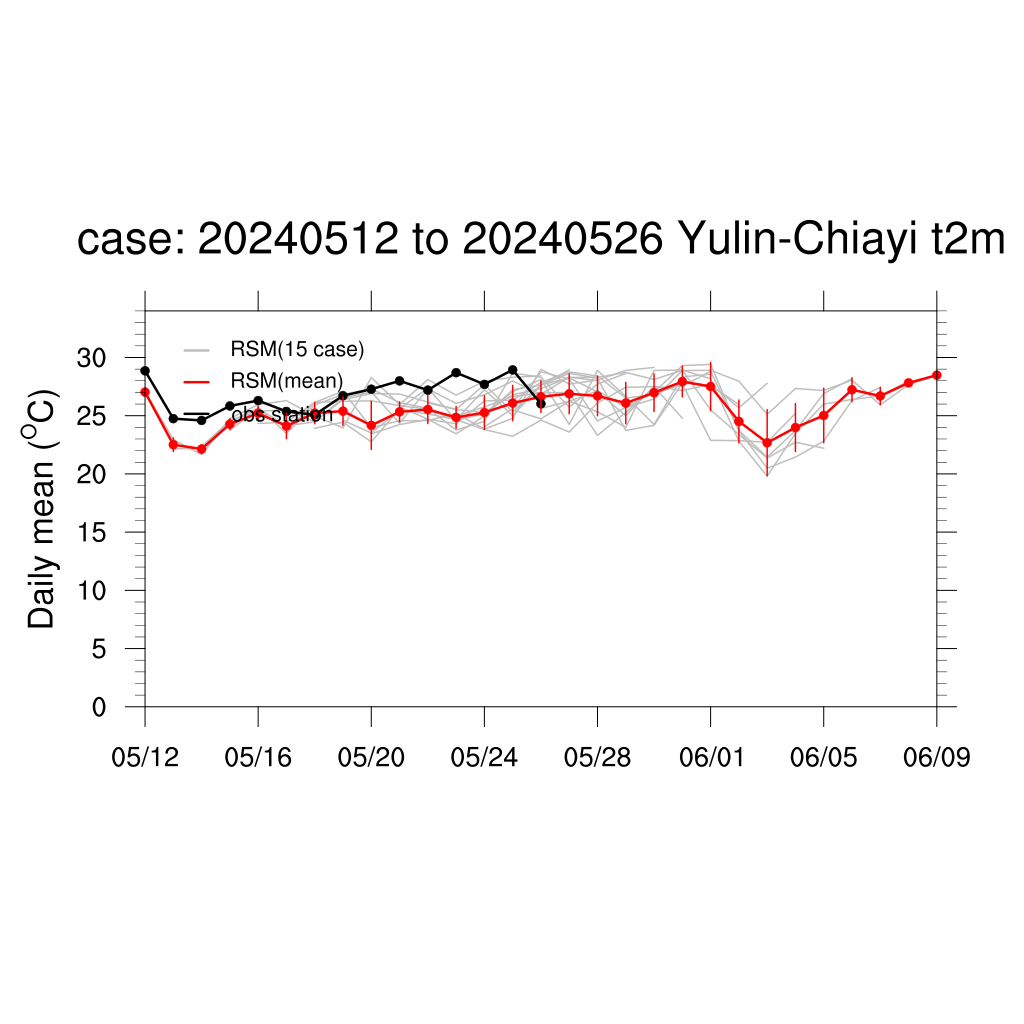 case: 20240512 to 20240526 Yulin-Chiayi t2m
RSM(15 case)
RSM(mean)
obs station
Daily mean (°C)
30
25
20
15
10
5
0
05/12 05/16 05/20 05/24 05/28 06/01 06/05 06/09